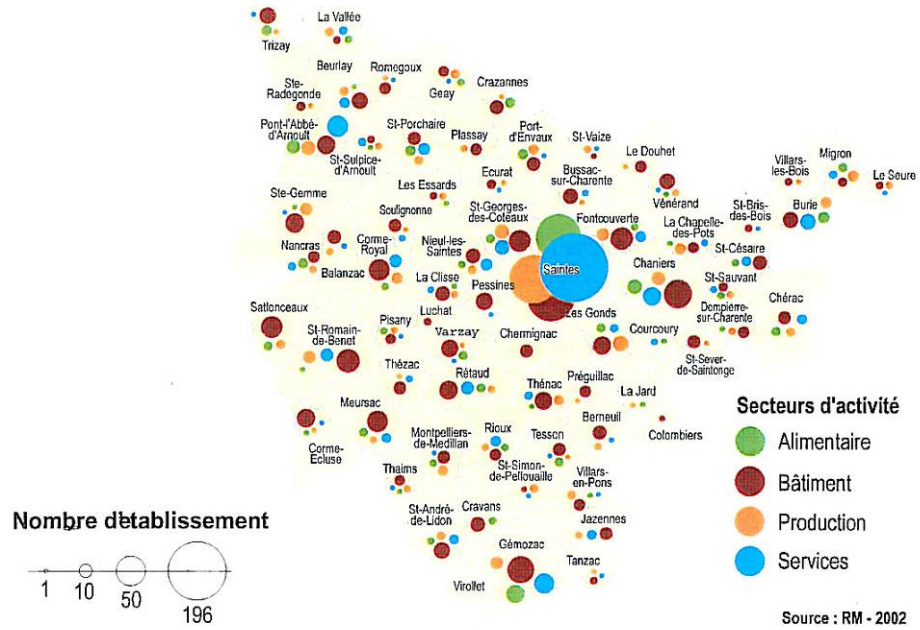 La Vallée
Trizay
Beurlay
Romegoux
Ste-
Radégonde
Geay
Crazannes
Pont-l'Abbé-
d'Arnoult
St-Sulpice-
d'Arnoult
St-Porchaire
Plassay
Port-
d'Envaux
St-Vaize
Le Douhet
Vénérand
Villars-
les-Bois
Migron
Le Seure
Burie
St-Bris-
des-Bois
Ste-Gemme
Les Essards
Ecurat
Bussac-
sur-Charente
Soulignonne
St-Georges-
des-Coteaux
Fontcouverte
La Chapelle-
des-Pots
St-Césaire
Nancras
Corme-
Royal
Nieul-les-
Saintes
Balanzac
La Clisse
Pessines
Saintes
Chaniers
St-Sauvant
Dompierre-
sur-Charente
Chérac
Luchat
Les Gonds
Courcoury
St-Sever-
de-Saintonge
Chermignac
Varzay
Pisany
St-Romain-
de-Benet
Thézac
Rétaud
Thénac
Préguillac
La Jard
Colombiers
Berneuil
Meursac
Corme-
Ecluse
Montpelliers-
de-Medillan
Rioux
Tesson
Thaims
St-Simon-
de-Pellouaille
Villars-
en-Pons
St-André-
de-Lidon
Cravans
Jazennes
Gémozac
Tanzac
Virollet
Secteurs d'activité
Alimentaire
Bâtiment
Production
Services
Nombre d'établissement
1 10 50 196
Source : RM - 2002